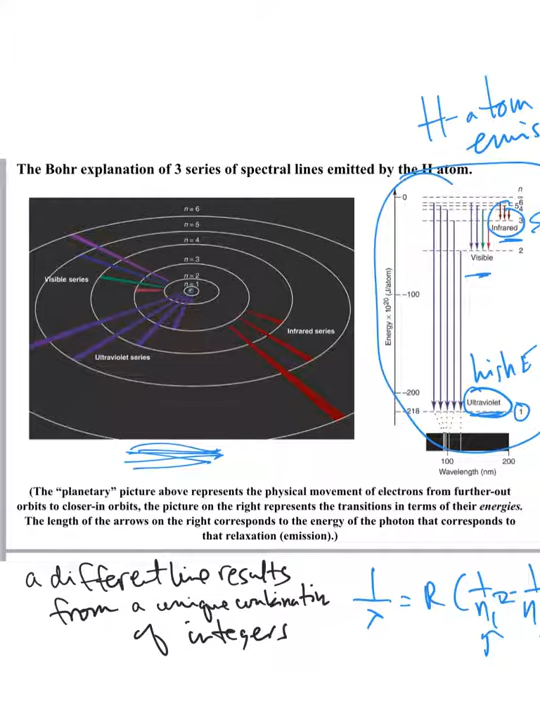 H-atom
emis
The Bohr explanation of 3 series of spectral lines emitted by the H atom.
n = 6
n = 5
n = 4
n = 3
n = 2
n = 1
Visible series
Infrared series
Ultraviolet series
n
0
6
5
4
3
Infrared
S
Visible
2
Energy × 10²⁰ (J/atom)
−100
high E
−200
Ultraviolet
−218
1
100
200
Wavelength (nm)
(The “planetary” picture above represents the physical movement of electrons from further-out
orbits to closer-in orbits, the picture on the right represents the transitions in terms of their energies.
The length of the arrows on the right corresponds to the energy of the photon that corresponds to
that relaxation (emission).)
a different line results
from a unique combination
of integers
1/λ = R (1/n₁² − 1/n